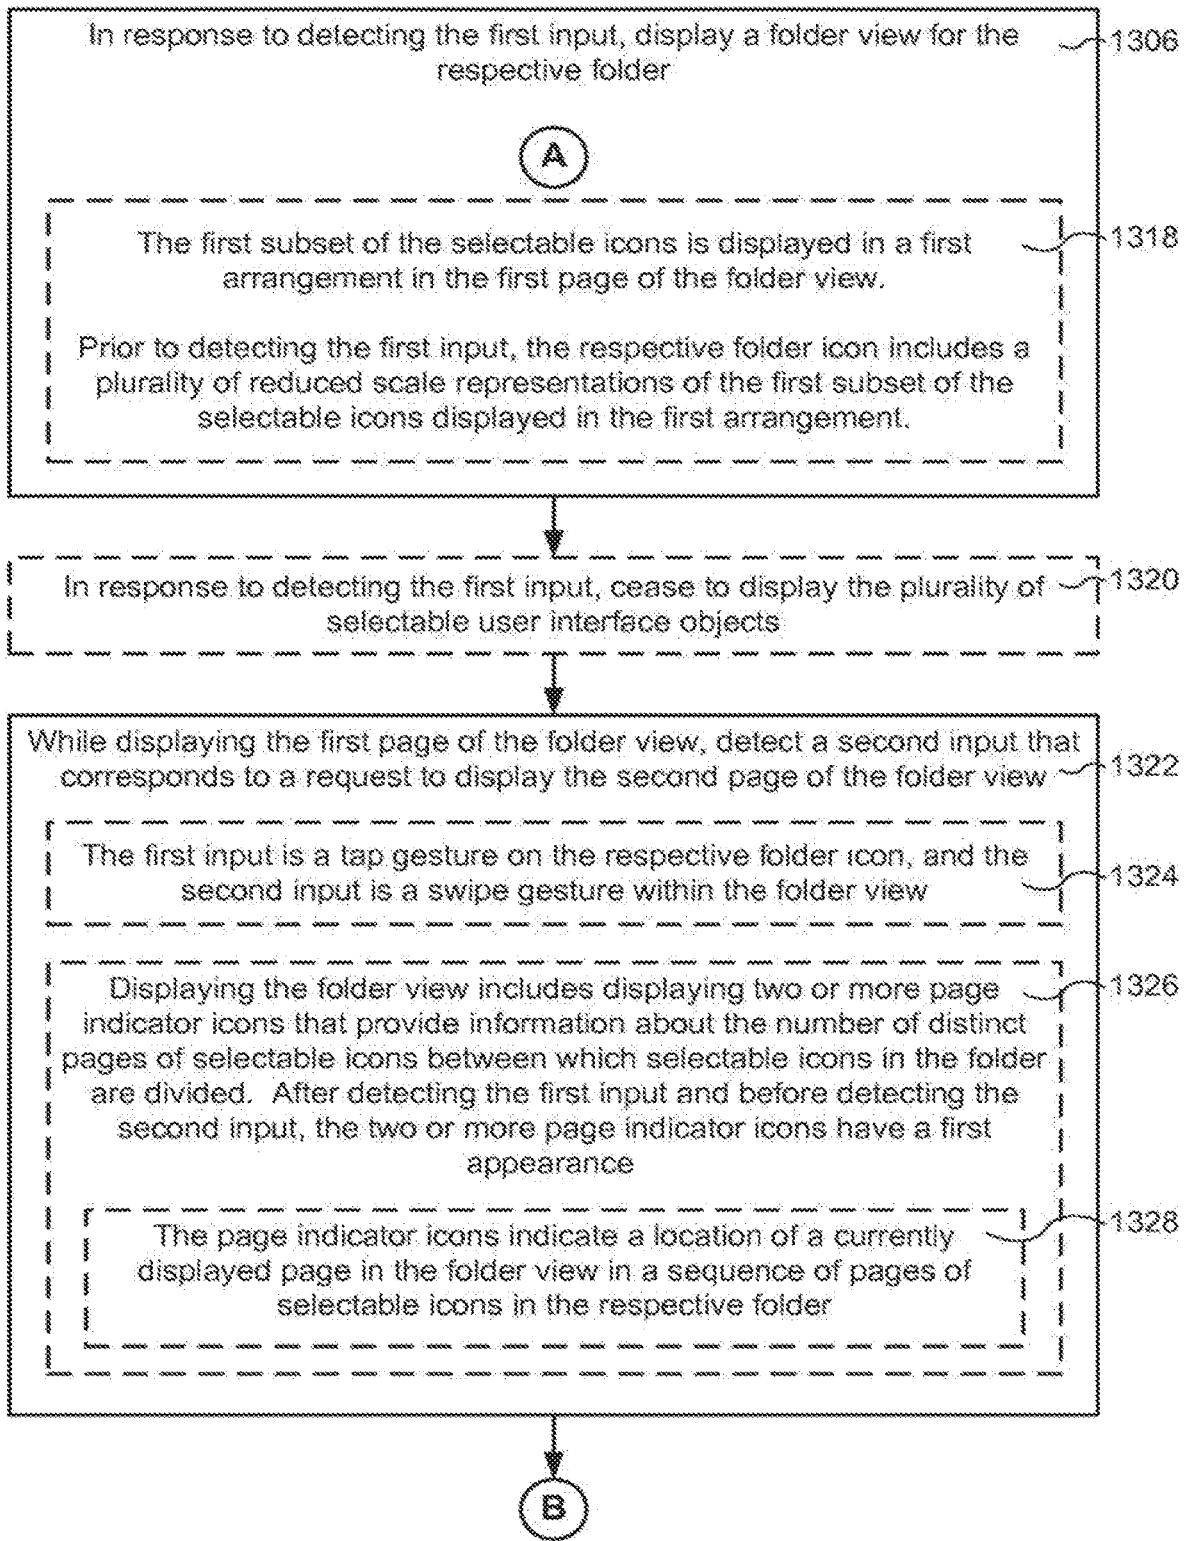 In response to detecting the first input, display a folder view for the
respective folder
1306
A
The first subset of the selectable icons is displayed in a first
arrangement in the first page of the folder view.
1318
Prior to detecting the first input, the respective folder icon includes a
plurality of reduced scale representations of the first subset of the
selectable icons displayed in the first arrangement.
In response to detecting the first input, cease to display the plurality of
selectable user interface objects
1320
While displaying the first page of the folder view, detect a second input that
corresponds to a request to display the second page of the folder view
1322
The first input is a tap gesture on the respective folder icon, and the
second input is a swipe gesture within the folder view
1324
Displaying the folder view includes displaying two or more page
1326
indicator icons that provide information about the number of distinct
pages of selectable icons between which selectable icons in the folder
are divided. After detecting the first input and before detecting the
second input, the two or more page indicator icons have a first
appearance
The page indicator icons indicate a location of a currently
1328
displayed page in the folder view in a sequence of pages of
selectable icons in the respective folder
B